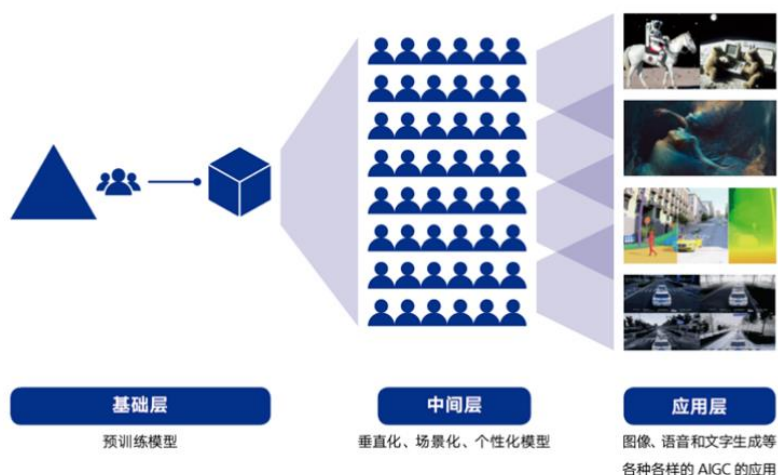 基础层
中间层
应用层
预训练模型
垂直化、场景化、个性化模型
图像、语音和文字生成等
各种各样的 AIGC 的应用